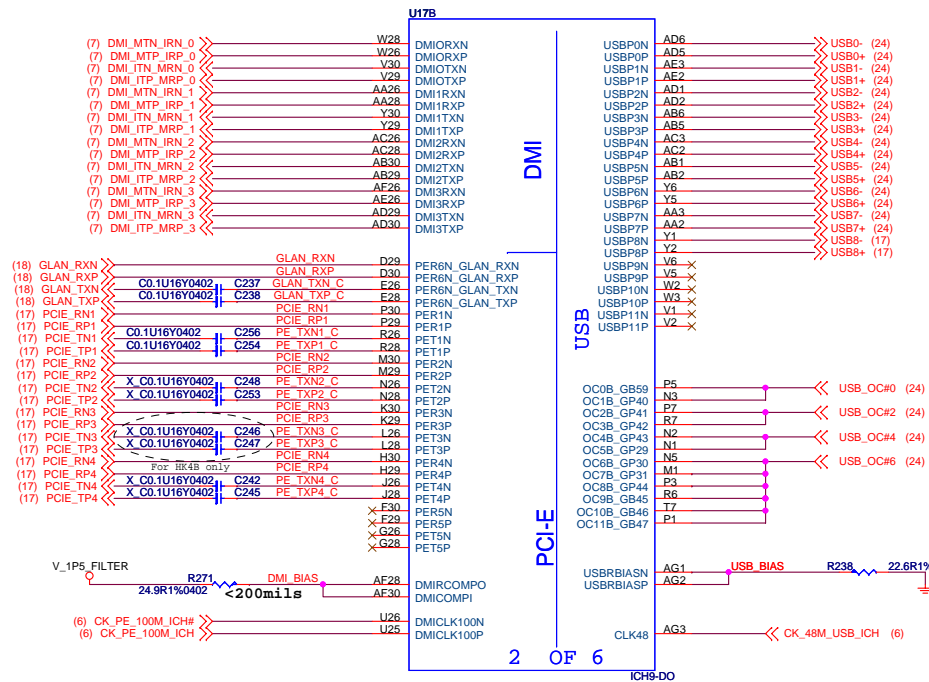 U17B
(7) DMI_MTN_IRN_0 W28 DMI0RXN USBP0N AD6 USB0- (24)
(7) DMI_MTP_IRP_0 W26 DMI0RXP USBP0P AD5 USB0+ (24)
(7) DMI_ITN_MRN_0 V30 DMI0TXN USBP1N AE3 USB1- (24)
(7) DMI_ITP_MRP_0 V29 DMI0TXP USBP1P AE2 USB1+ (24)
(7) DMI_MTN_IRN_1 AA26 DMI1RXN USBP2N AD1 USB2- (24)
(7) DMI_MTP_IRP_1 AA28 DMI1RXP USBP2P AD2 USB2+ (24)
(7) DMI_ITN_MRN_1 Y30 DMI1TXN USBP3N AB6 USB3- (24)
(7) DMI_ITP_MRP_1 Y29 DMI1TXP USBP3P AB5 USB3+ (24)
(7) DMI_MTN_IRN_2 AC26 DMI2RXN USBP4N AC3 USB4- (24)
(7) DMI_MTP_IRP_2 AC28 DMI2RXP USBP4P AC2 USB4+ (24)
(7) DMI_ITN_MRN_2 AB30 DMI2TXN USBP5N AB1 USB5- (24)
(7) DMI_ITP_MRP_2 AB29 DMI2TXP USBP5P AB2 USB5+ (24)
(7) DMI_MTN_IRN_3 AF26 DMI3RXN USBP6N Y6 USB6- (24)
(7) DMI_MTP_IRP_3 AE26 DMI3RXP USBP6P Y5 USB6+ (24)
(7) DMI_ITN_MRN_3 AD29 DMI3TXN USBP7N AA3 USB7- (24)
(7) DMI_ITP_MRP_3 AD30 DMI3TXP USBP7P AA2 USB7+ (24)
USBP8N Y1 USB8- (17)
USBP8P Y2 USB8+ (17)
DMI
(18) GLAN_RXN GLAN_RXN D29 PER6N_GLAN_RXN USBP9N V6
(18) GLAN_RXP GLAN_RXP D30 PER6N_GLAN_RXP USBP9P V5
(18) GLAN_TXN C0.1U16Y0402 C237 GLAN_TXN_C E26 PER6N_GLAN_TXN USBP10N W2
(18) GLAN_TXP C0.1U16Y0402 C238 GLAN_TXP_C E28 PER6N_GLAN_TXP USBP10P W3
(17) PCIE_RN1 PCIE_RN1 P30 PER1N USBP11N V1
(17) PCIE_RP1 PCIE_RP1 P29 PER1P USBP11P V2
(17) PCIE_TN1 C0.1U16Y0402 C256 PE_TXN1_C R26 PET1N
(17) PCIE_TP1 C0.1U16Y0402 C254 PE_TXP1_C R28 PET1P
USB
(17) PCIE_RN2 PCIE_RN2 M30 PER2N
(17) PCIE_RP2 PCIE_RP2 M29 PER2P
(17) PCIE_TN2 X_C0.1U16Y0402 C248 PE_TXN2_C N26 PET2N OC0B_GB59 P5 USB_OC#0 (24)
(17) PCIE_TP2 X_C0.1U16Y0402 C253 PE_TXP2_C N28 PET2P OC1B_GP40 N3
(17) PCIE_RN3 PCIE_RN3 K30 PER3N OC2B_GP41 P7 USB_OC#2 (24)
(17) PCIE_RP3 PCIE_RP3 K29 PER3P OC3B_GP42 R7
(17) PCIE_TN3 X_C0.1U16Y0402 C246 PE_TXN3_C L26 PET3N OC4B_GP43 N2 USB_OC#4 (24)
(17) PCIE_TP3 X_C0.1U16Y0402 C247 PE_TXP3_C L28 PET3P OC5B_GP29 N1
(17) PCIE_RN4 For HK4B only PCIE_RN4 H30 PER4N OC6B_GP30 N5 USB_OC#6 (24)
(17) PCIE_RP4 PCIE_RP4 H29 PER4P OC7B_GP31 M1
(17) PCIE_TN4 X_C0.1U16Y0402 C242 PE_TXN4_C J26 PET4N OC8B_GP44 P3
(17) PCIE_TP4 X_C0.1U16Y0402 C245 PE_TXP4_C J28 PET4P OC9B_GP45 R6
F30 PER5N OC10B_GB46 T7
F29 PER5P OC11B_GB47 P1
G26 PET5N
G28 PET5P
PCI-E
V_1P5_FILTER
R271 DMI_BIAS AF28 DMIRCOMPO USBRBIASN AG1 USB_BIAS R238 22.6R1%
24.9R1%0402 <200mils AF30 DMICOMPI USBRBIASP AG2
(6) CK_PE_100M_ICH# U26 DMICLK100N
(6) CK_PE_100M_ICH U25 DMICLK100P CLK48 AG3 CK_48M_USB_ICH (6)
2 OF 6
ICH9-DO